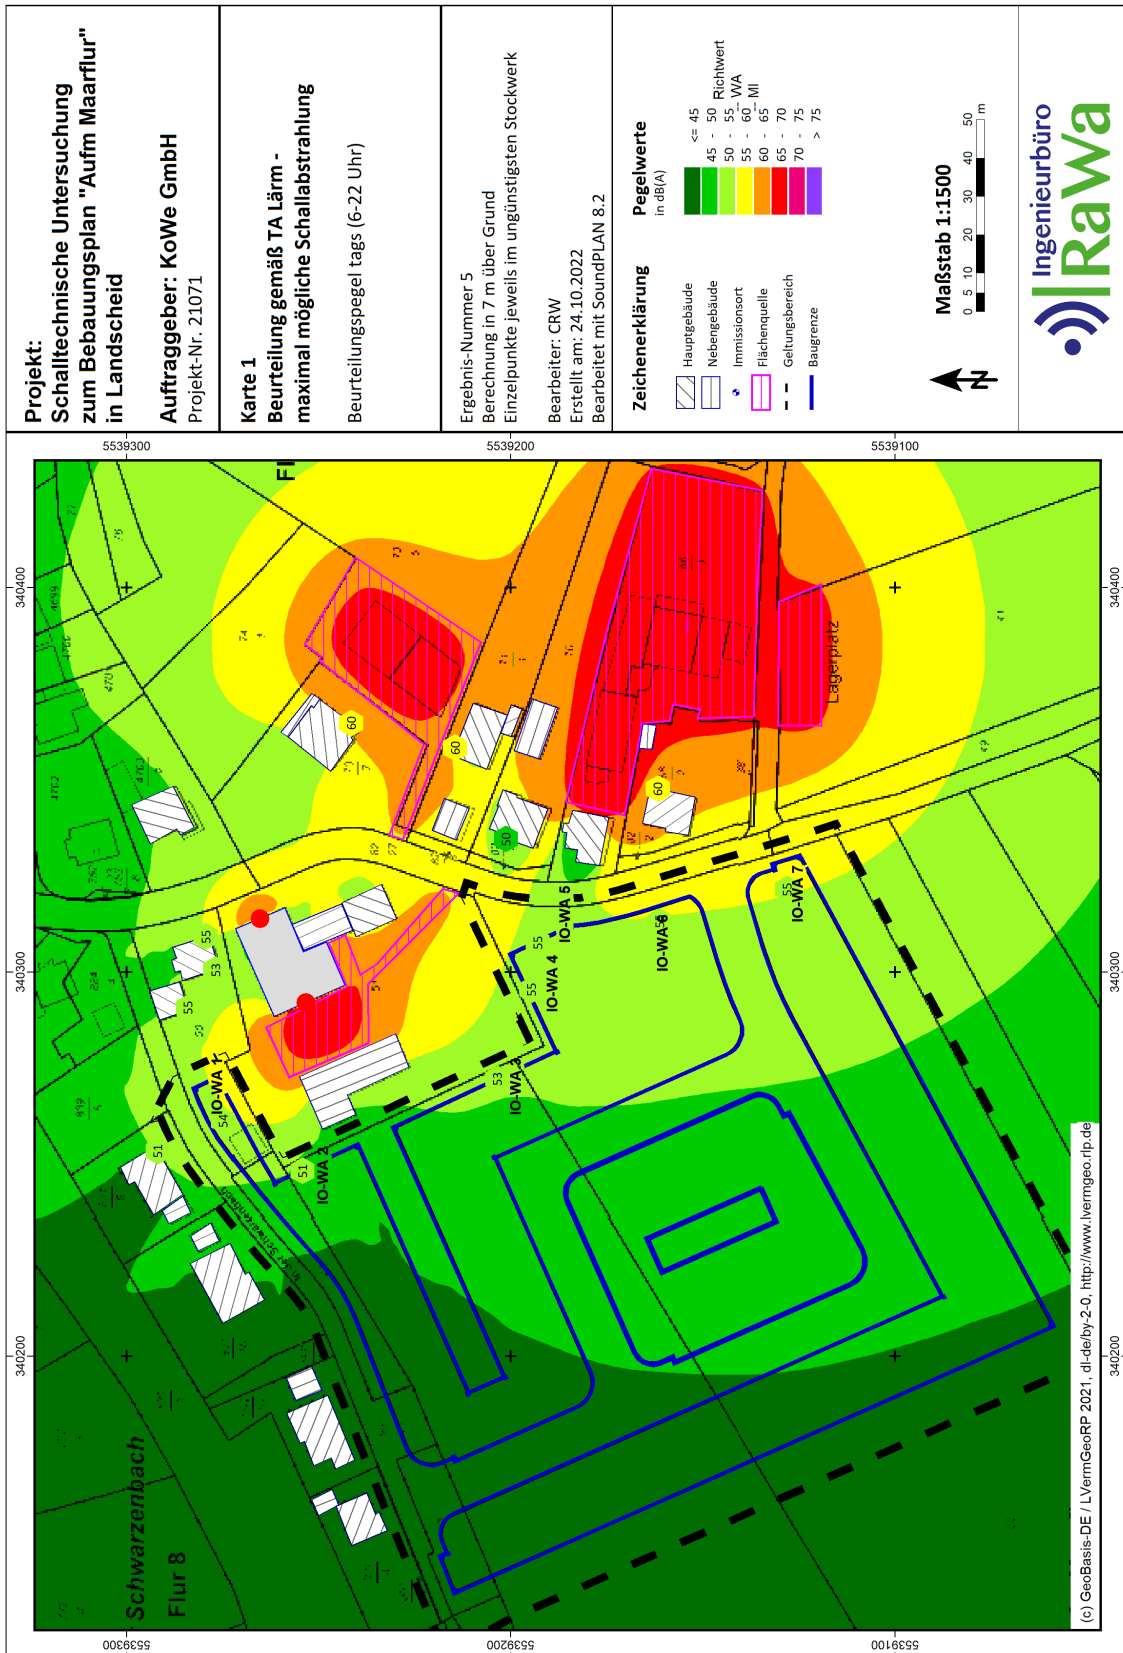 Projekt:
Schalltechnische Untersuchung
zum Bebauungsplan "Aufm Maarflur"
in Landscheid
Auftraggeber: KoWe GmbH
Projekt-Nr. 21071
Karte 1
Beurteilung gemäß TA Lärm -
maximal mögliche Schallabstrahlung
Beurteilungspegel tags (6-22 Uhr)
Ergebnis-Nummer 5
Berechnung in 7 m über Grund
Einzelpunkte jeweils im ungünstigsten Stockwerk
Bearbeiter: CRW
Erstellt am: 24.10.2022
Bearbeitet mit SoundPLAN 8.2
Zeichenerklärung
Hauptgebäude
Nebengebäude
Immissionsort
Flächenquelle
Geltungsbereich
Baugrenze
Pegelwerte
in dB(A)
Richtwert
<= 45
45 - 50
50 - 55 -- WA
55 - 60 -- MI
60 - 65
65 - 70
70 - 75
> 75
Maßstab 1:1500
0 5 10 20 30 40 50 m
N
Ingenieurbüro
RaWa
5539300
5539200
5539100
340400
340300
340200
340400
340300
340200
5539300
5539200
5539100
Schwarzenbach
Flur 8
Fl
Lagerplatz
IO-WA 1
54
IO-WA 2
51
IO-WA 3
53
IO-WA 4
55
IO-WA 5
55
IO-WA 6
IO-WA 7
55
51
55
53
55
60
60
50
60
(c) GeoBasis-DE / LVermGeoRP 2021, dl-de/by-2-0, http://www.lvermgeo.rlp.de